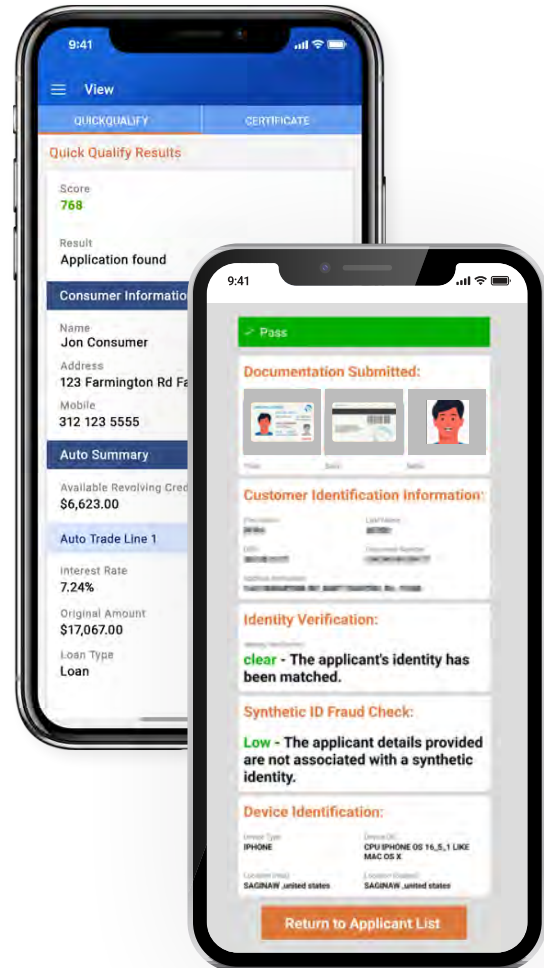 9:41
View
QUICKQUALIFY
CERTIFICATE
Quick Qualify Results
Score
768
Result
Application found
Consumer Informatio
Name
Jon Consumer
Address
123 Farmington Rd Fa
Mobile
312 123 5555
Auto Summary
Available Revolving Cred
$6,623.00
Auto Trade Line 1
Interest Rate
7.24%
Original Amount
$17,067.00
Loan Type
Loan
9:41
Pass
Documentation Submitted:
Customer Identification Information:
Identity Verification:
clear - The applicant's identity has
been matched.
Synthetic ID Fraud Check:
Low - The applicant details provided
are not associated with a synthetic
identity.
Device Identification:
IPHONE
CPU IPHONE OS 16_5_1 LIKE
MAC OS X
SAGINAW ,united states
SAGINAW ,united states
Return to Applicant List